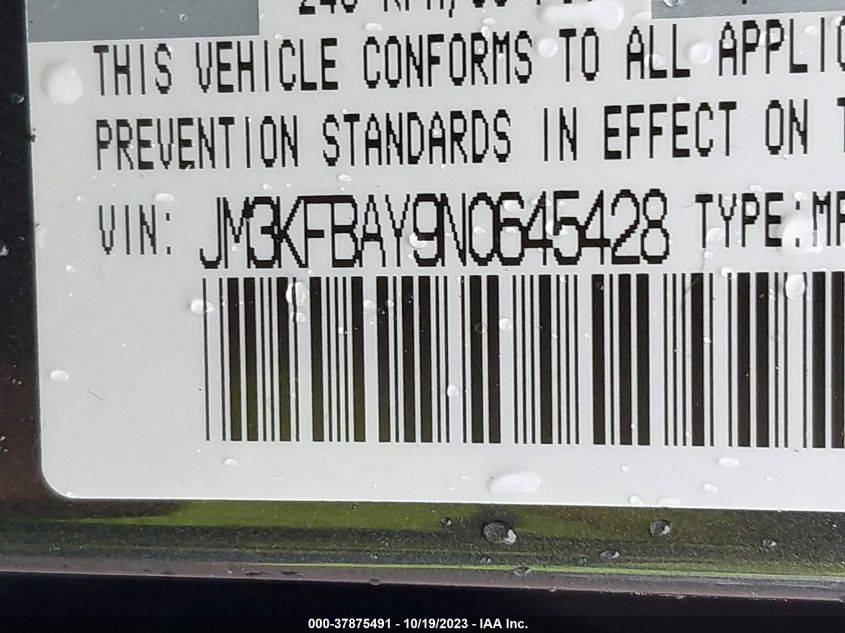 THIS VEHICLE CONFORMS TO ALL
PREVENTION STANDARDS IN EFFECT ON
VIN: JM3KFBAY9N0645428 TYPE:MP
000-37875491 - 10/19/2023 - IAA Inc.